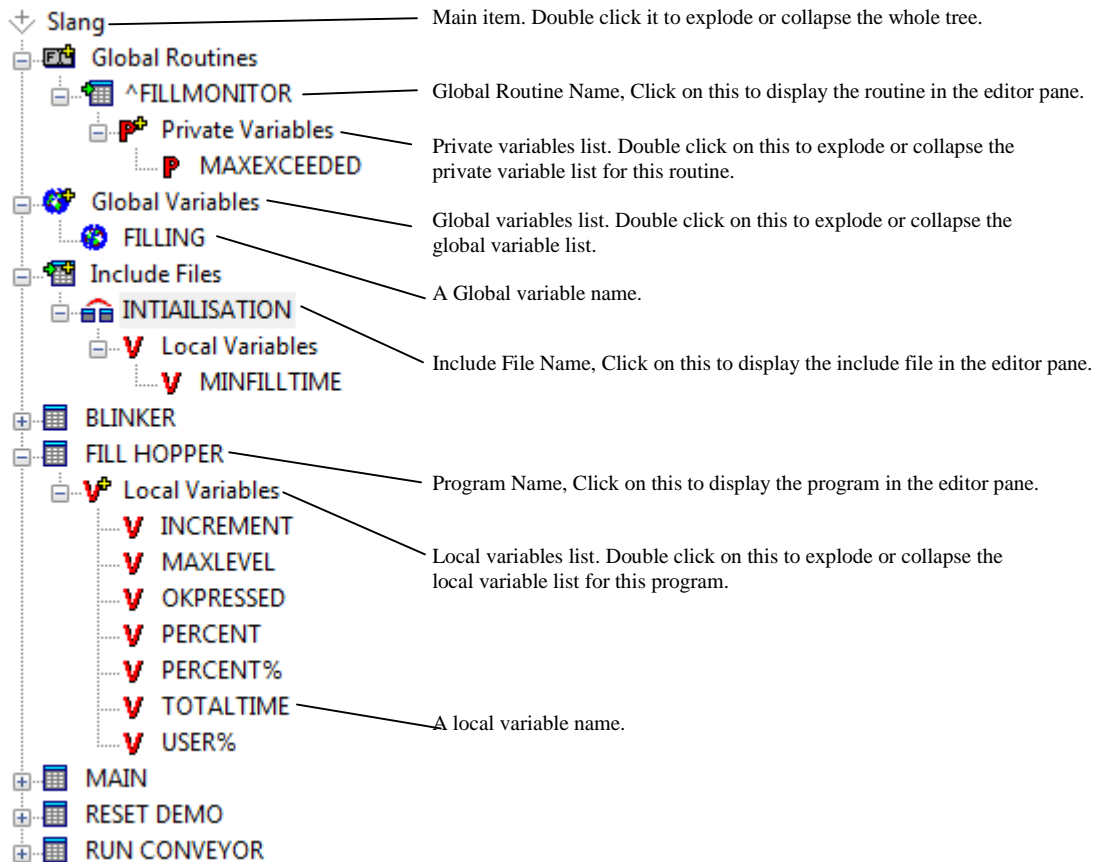 Slang
Main item. Double click it to explode or collapse the whole tree.
Global Routines
^FILLMONITOR
Global Routine Name, Click on this to display the routine in the editor pane.
Private Variables
Private variables list. Double click on this to explode or collapse the
private variable list for this routine.
MAXEXCEEDED
Global Variables
Global variables list. Double click on this to explode or collapse the
global variable list.
FILLING
A Global variable name.
Include Files
INTIAILISATION
Include File Name, Click on this to display the include file in the editor pane.
Local Variables
MINFILLTIME
BLINKER
FILL HOPPER
Program Name, Click on this to display the program in the editor pane.
Local Variables
Local variables list. Double click on this to explode or collapse the
local variable list for this program.
INCREMENT
MAXLEVEL
OKPRESSED
PERCENT
PERCENT%
TOTALTIME
A local variable name.
USER%
MAIN
RESET DEMO
RUN CONVEYOR